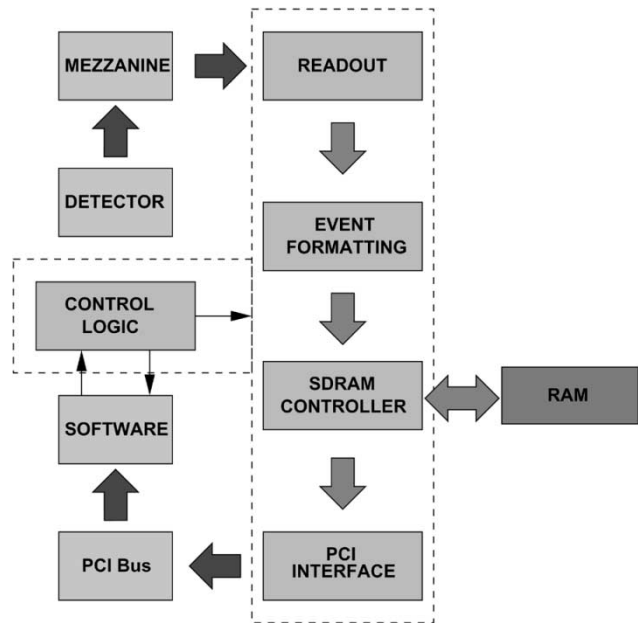 MEZZANINE
READOUT
DETECTOR
EVENT
FORMATTING
CONTROL
LOGIC
SDRAM
CONTROLLER
RAM
SOFTWARE
PCI Bus
PCI
INTERFACE